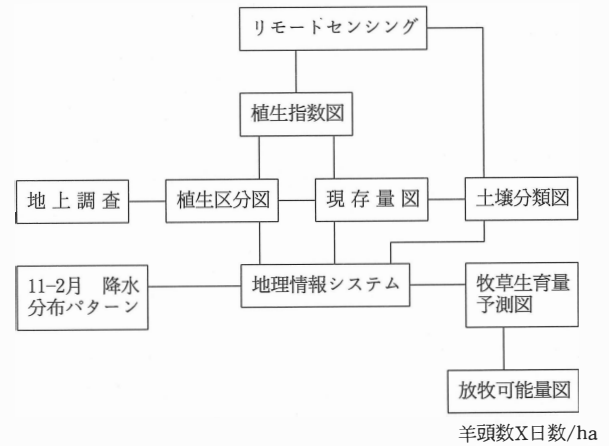 リモートセンシング
植生指数図
地上調査
植生区分図
現存量図
土壌分類図
11−2月 降水
分布パターン
地理情報システム
牧草生育量
予測図
放牧可能量図
羊頭数X日数/ha